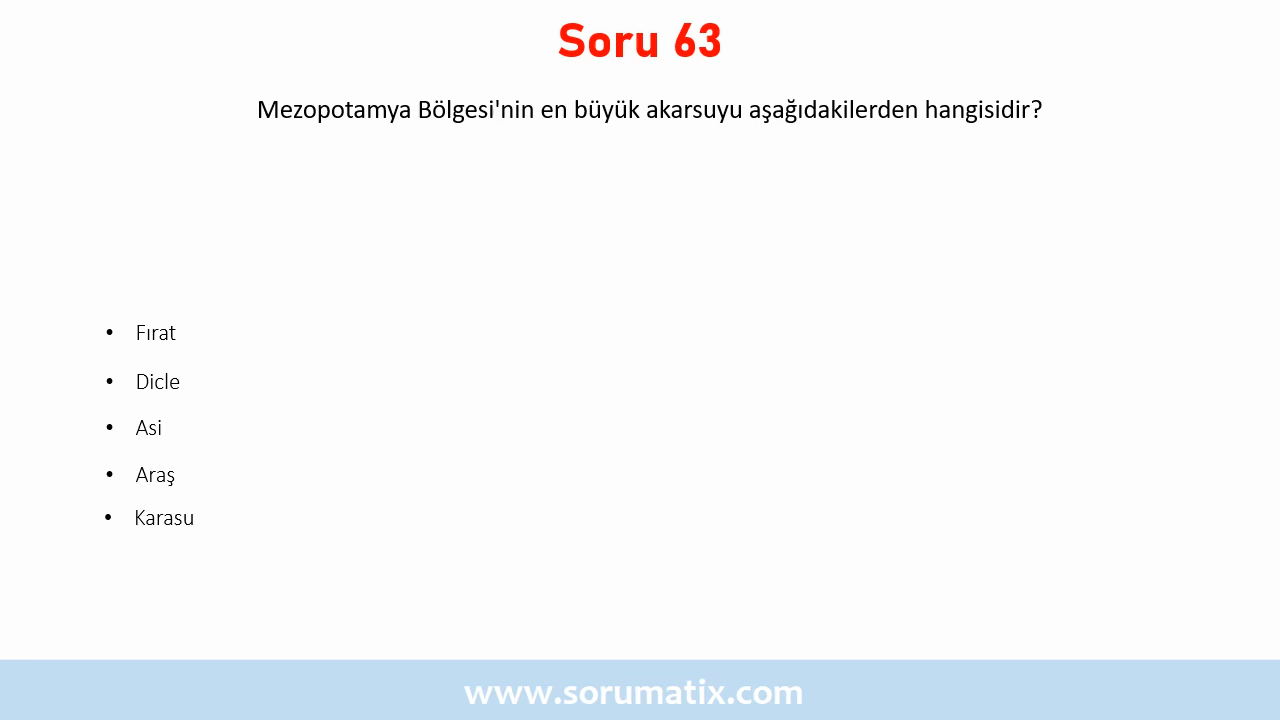 Soru 63
Mezopotamya Bölgesi'nin en büyük akarsuyu aşağıdakilerden hangisidir?
• Fırat
• Dicle
• Asi
• Araş
• Karasu
www.sorumatix.com